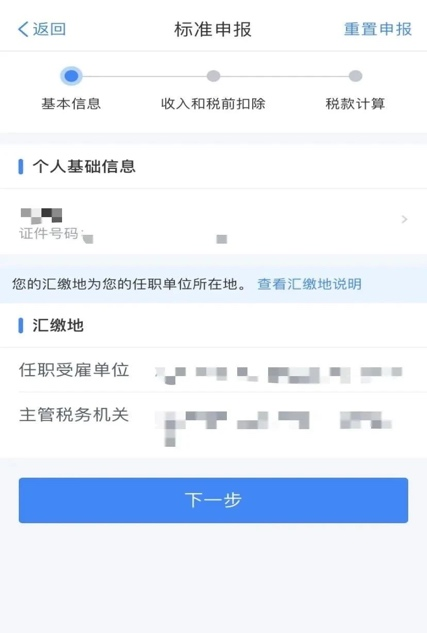 返回
标准申报
重置申报
基本信息
收入和税前扣除
税款计算
个人基础信息
证件号码:
您的汇缴地为您的任职单位所在地。 查看汇缴地说明
汇缴地
任职受雇单位
主管税务机关
下一步